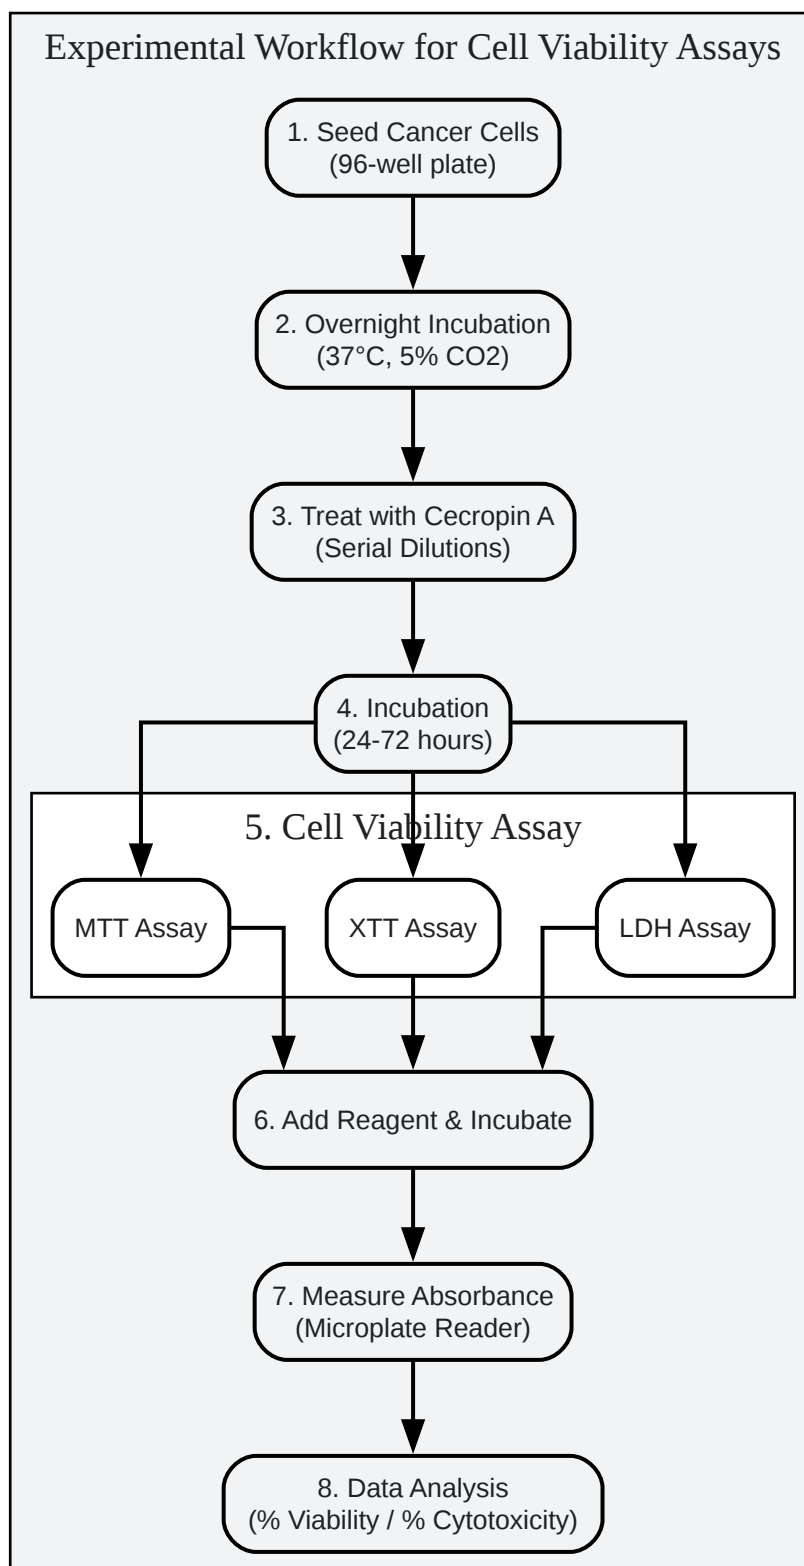 Experimental Workflow for Cell Viability Assays
1. Seed Cancer Cells
(96-well plate)
2. Overnight Incubation
(37°C, 5% CO2)
3. Treat with Cecropin A
(Serial Dilutions)
4. Incubation
(24-72 hours)
5. Cell Viability Assay
MTT Assay
XTT Assay
LDH Assay
6. Add Reagent & Incubate
7. Measure Absorbance
(Microplate Reader)
8. Data Analysis
(% Viability / % Cytotoxicity)